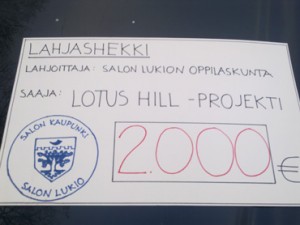 LAHJASHEKKI
LAHJOITTAJA: SALON LUKION OPPILASKUNTA
SAAJA: LOTUS HILL -PROJEKTI
2.000 €
SALON KAUPUNKI
SALON LUKIO